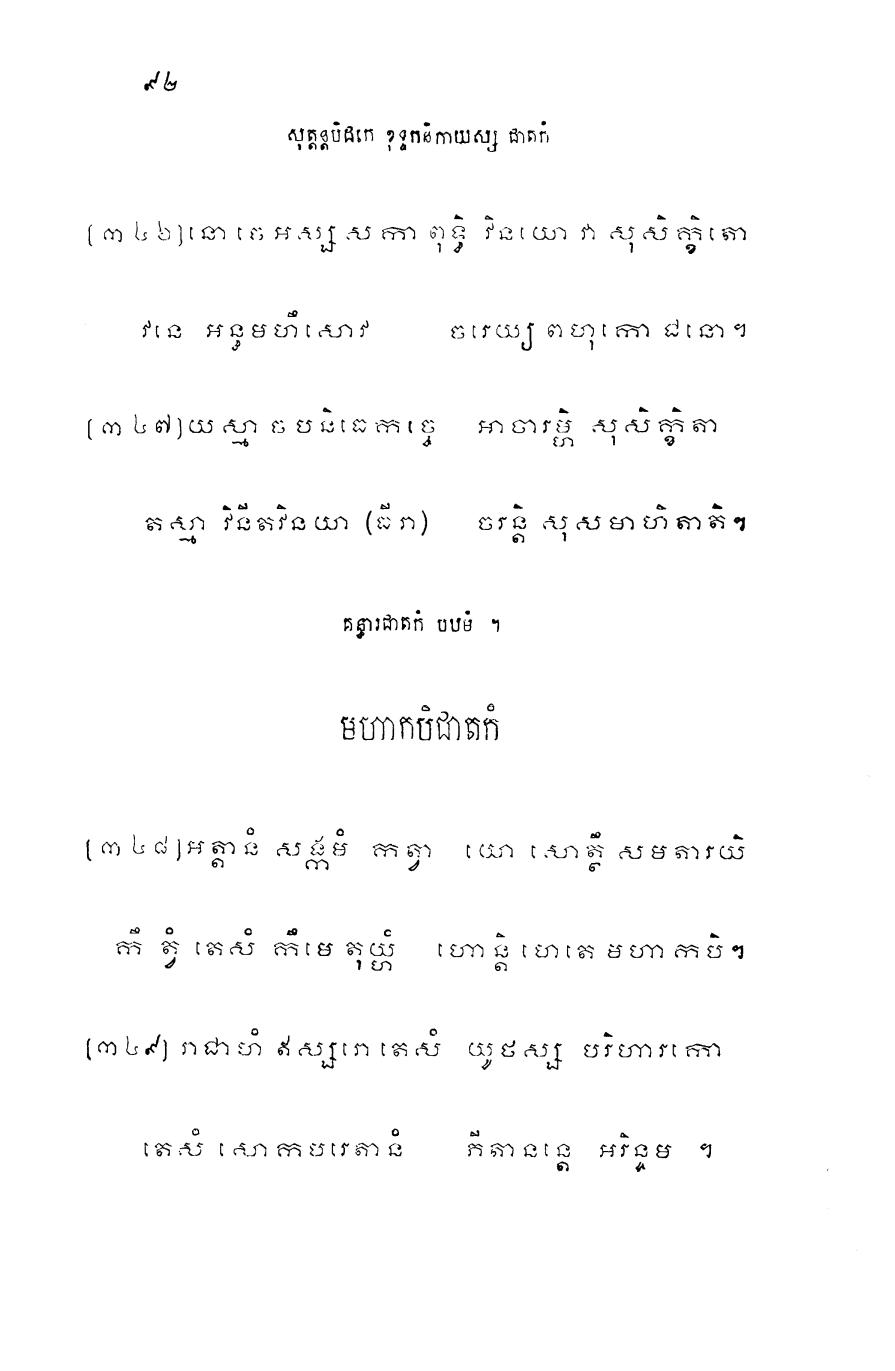 ៩២
សុត្តន្តបិដកេ ខុទ្ទកនិកាយស្ស ជាតកំ
[៣៤៦] នោ ចេ អស្ស សកា ពុទ្ធិ វិនយោ វា សុសិក្ខិតោ
វនេ អន្ធមហឹសោវ ចរេយ្យ ពហុកោ ជនោ។
[៣៤៧] យស្មា ច បនិធេកច្ចេ អាចារម្ហិ សុសិក្ខិតា
តស្មា វិនីតវិនយា (ធីរា) ចរន្តិ សុសមាហិតាតិ។
គន្ធារជាតកំ បឋមំ ។
មហាកបិជាតកំ
[៣៤៨] អត្តានំ សង្កមំ កត្វា យោ សោត្ថឹ សមតារយិ
កឹ ត្វំ តេសំ កឹមេ តុយ្ហំ ហោន្តិ ហេតេ មហាកបិ។
[៣៤៩] រាជាហំ ឥស្សរោ តេសំ យូថស្ស បរិហារកោ
តេសំ សោកបរេតានំ ភីតានន្តេ អរិន្ទម ។